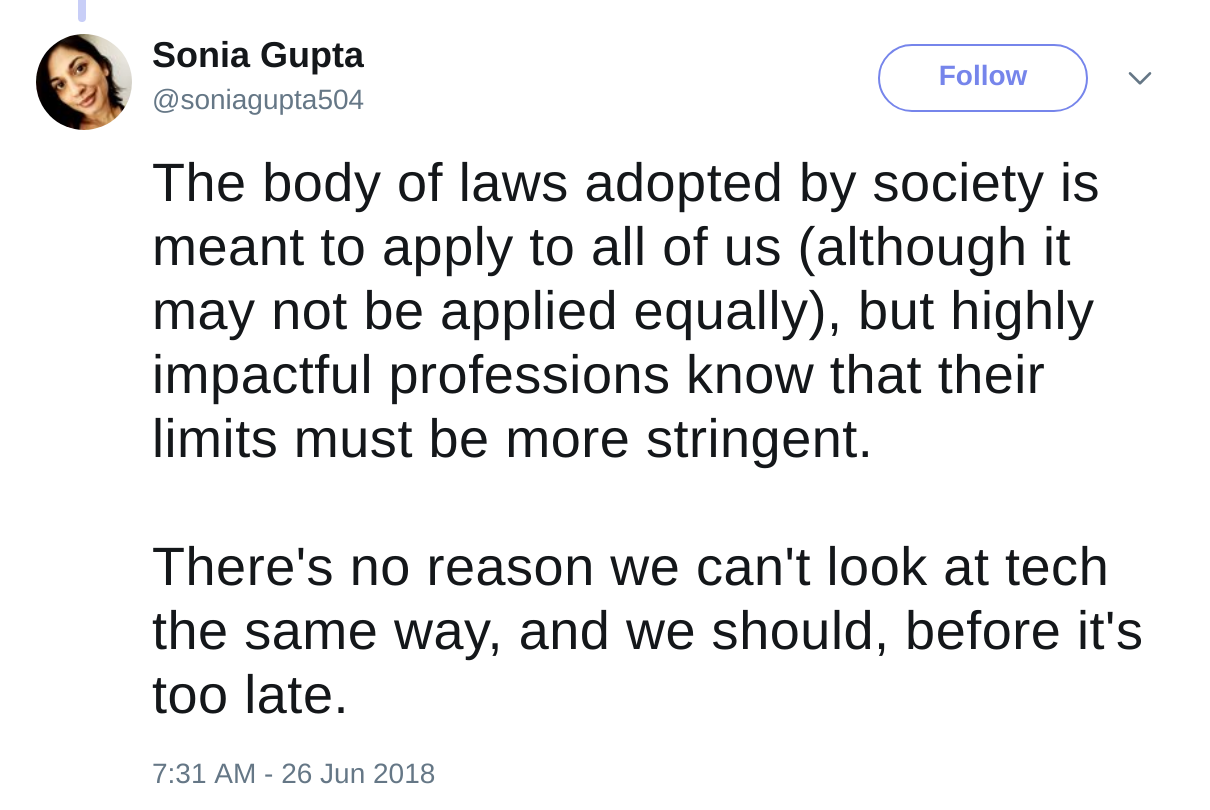 Sonia Gupta
@soniagupta504
Follow
The body of laws adopted by society is
meant to apply to all of us (although it
may not be applied equally), but highly
impactful professions know that their
limits must be more stringent.
There's no reason we can't look at tech
the same way, and we should, before it's
too late.
7:31 AM - 26 Jun 2018